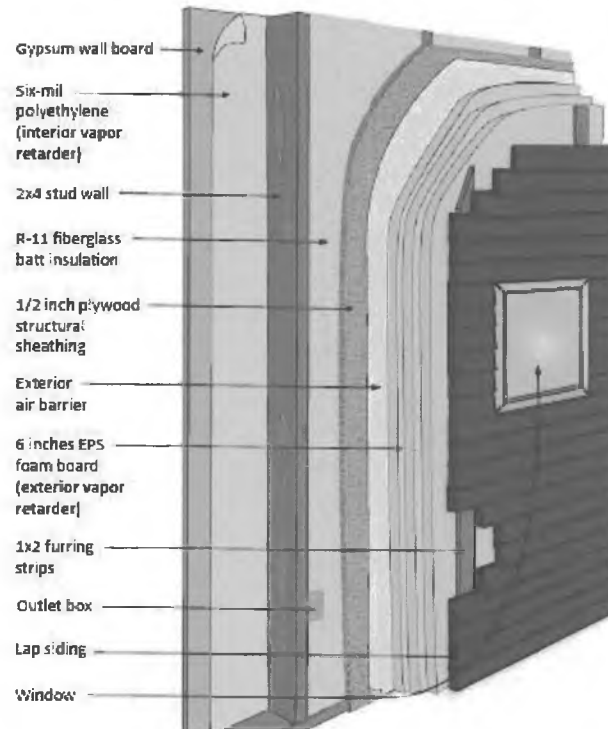 Gypsum wall board
Six-mil
polyethylene
(interior vapor
retarder)
2x4 stud wall
R-11 fiberglass
batt insulation
1/2 inch plywood
structural
sheathing
Exterior
air barrier
6 inches EPS
foam board
(exterior vapor
retarder)
1x2 furring
strips
Outlet box
Lap siding
Window